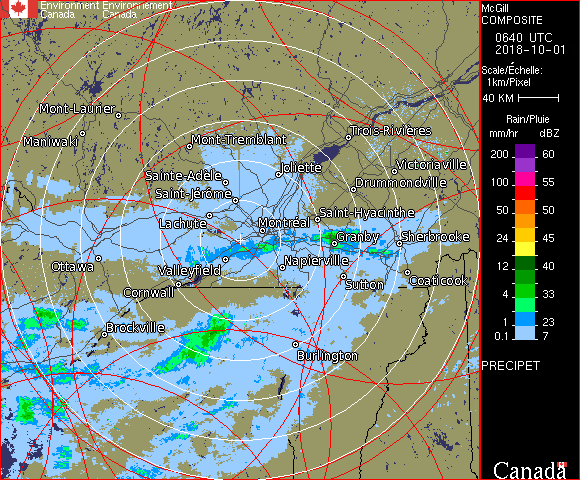 Environment Environnement
Canada Canada
McGill
COMPOSITE
0640 UTC
2018-10-01
Scale/Échelle:
1km/Pixel
40 KM
Rain/Pluie
mm/hr dBZ
200 60
100 55
50 50
24 45
12 40
4 33
1 23
0.1 7
PRECIPET
Canada
Mont-Laurier
Maniwaki
Mont-Tremblant
Trois-Rivières
Sainte-Adèle
Joliette
Victoriaville
Saint-Jérôme
Drummondville
Lachute
Montréal
Saint-Hyacinthe
Granby
Sherbrooke
Ottawa
Valleyfield
Napierville
Cornwall
Sutton
Coaticook
Brockville
Burlington